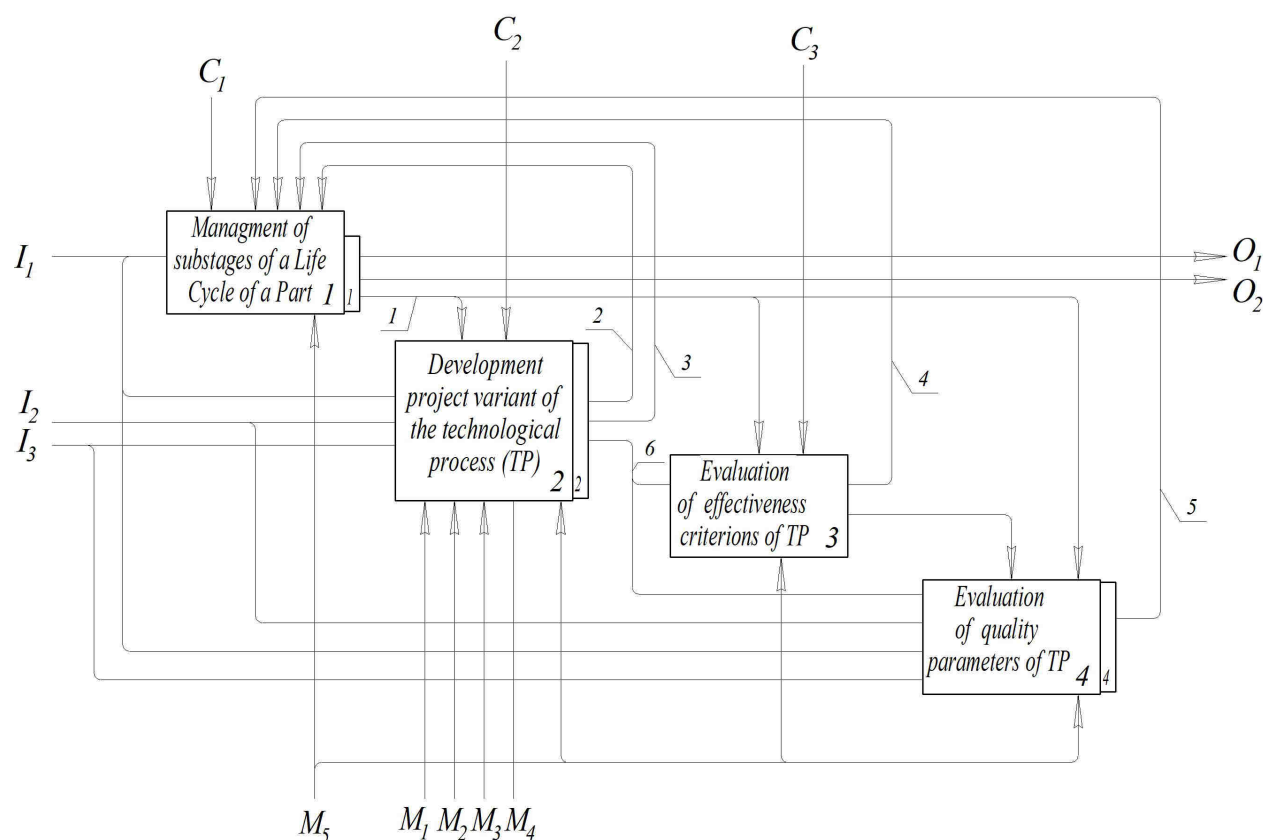 C2
C3
C1
Managment of
substages of a Life
Cycle of a Part 1 1
I1
O1
O2
1
2
3
4
5
Development
project variant of
the technological
process (TP)
2 2
I2
I3
6
Evaluation
of effectiveness
criterions of TP 3
Evaluation
of quality
parameters of TP 4 4
M5
M1 M2 M3 M4